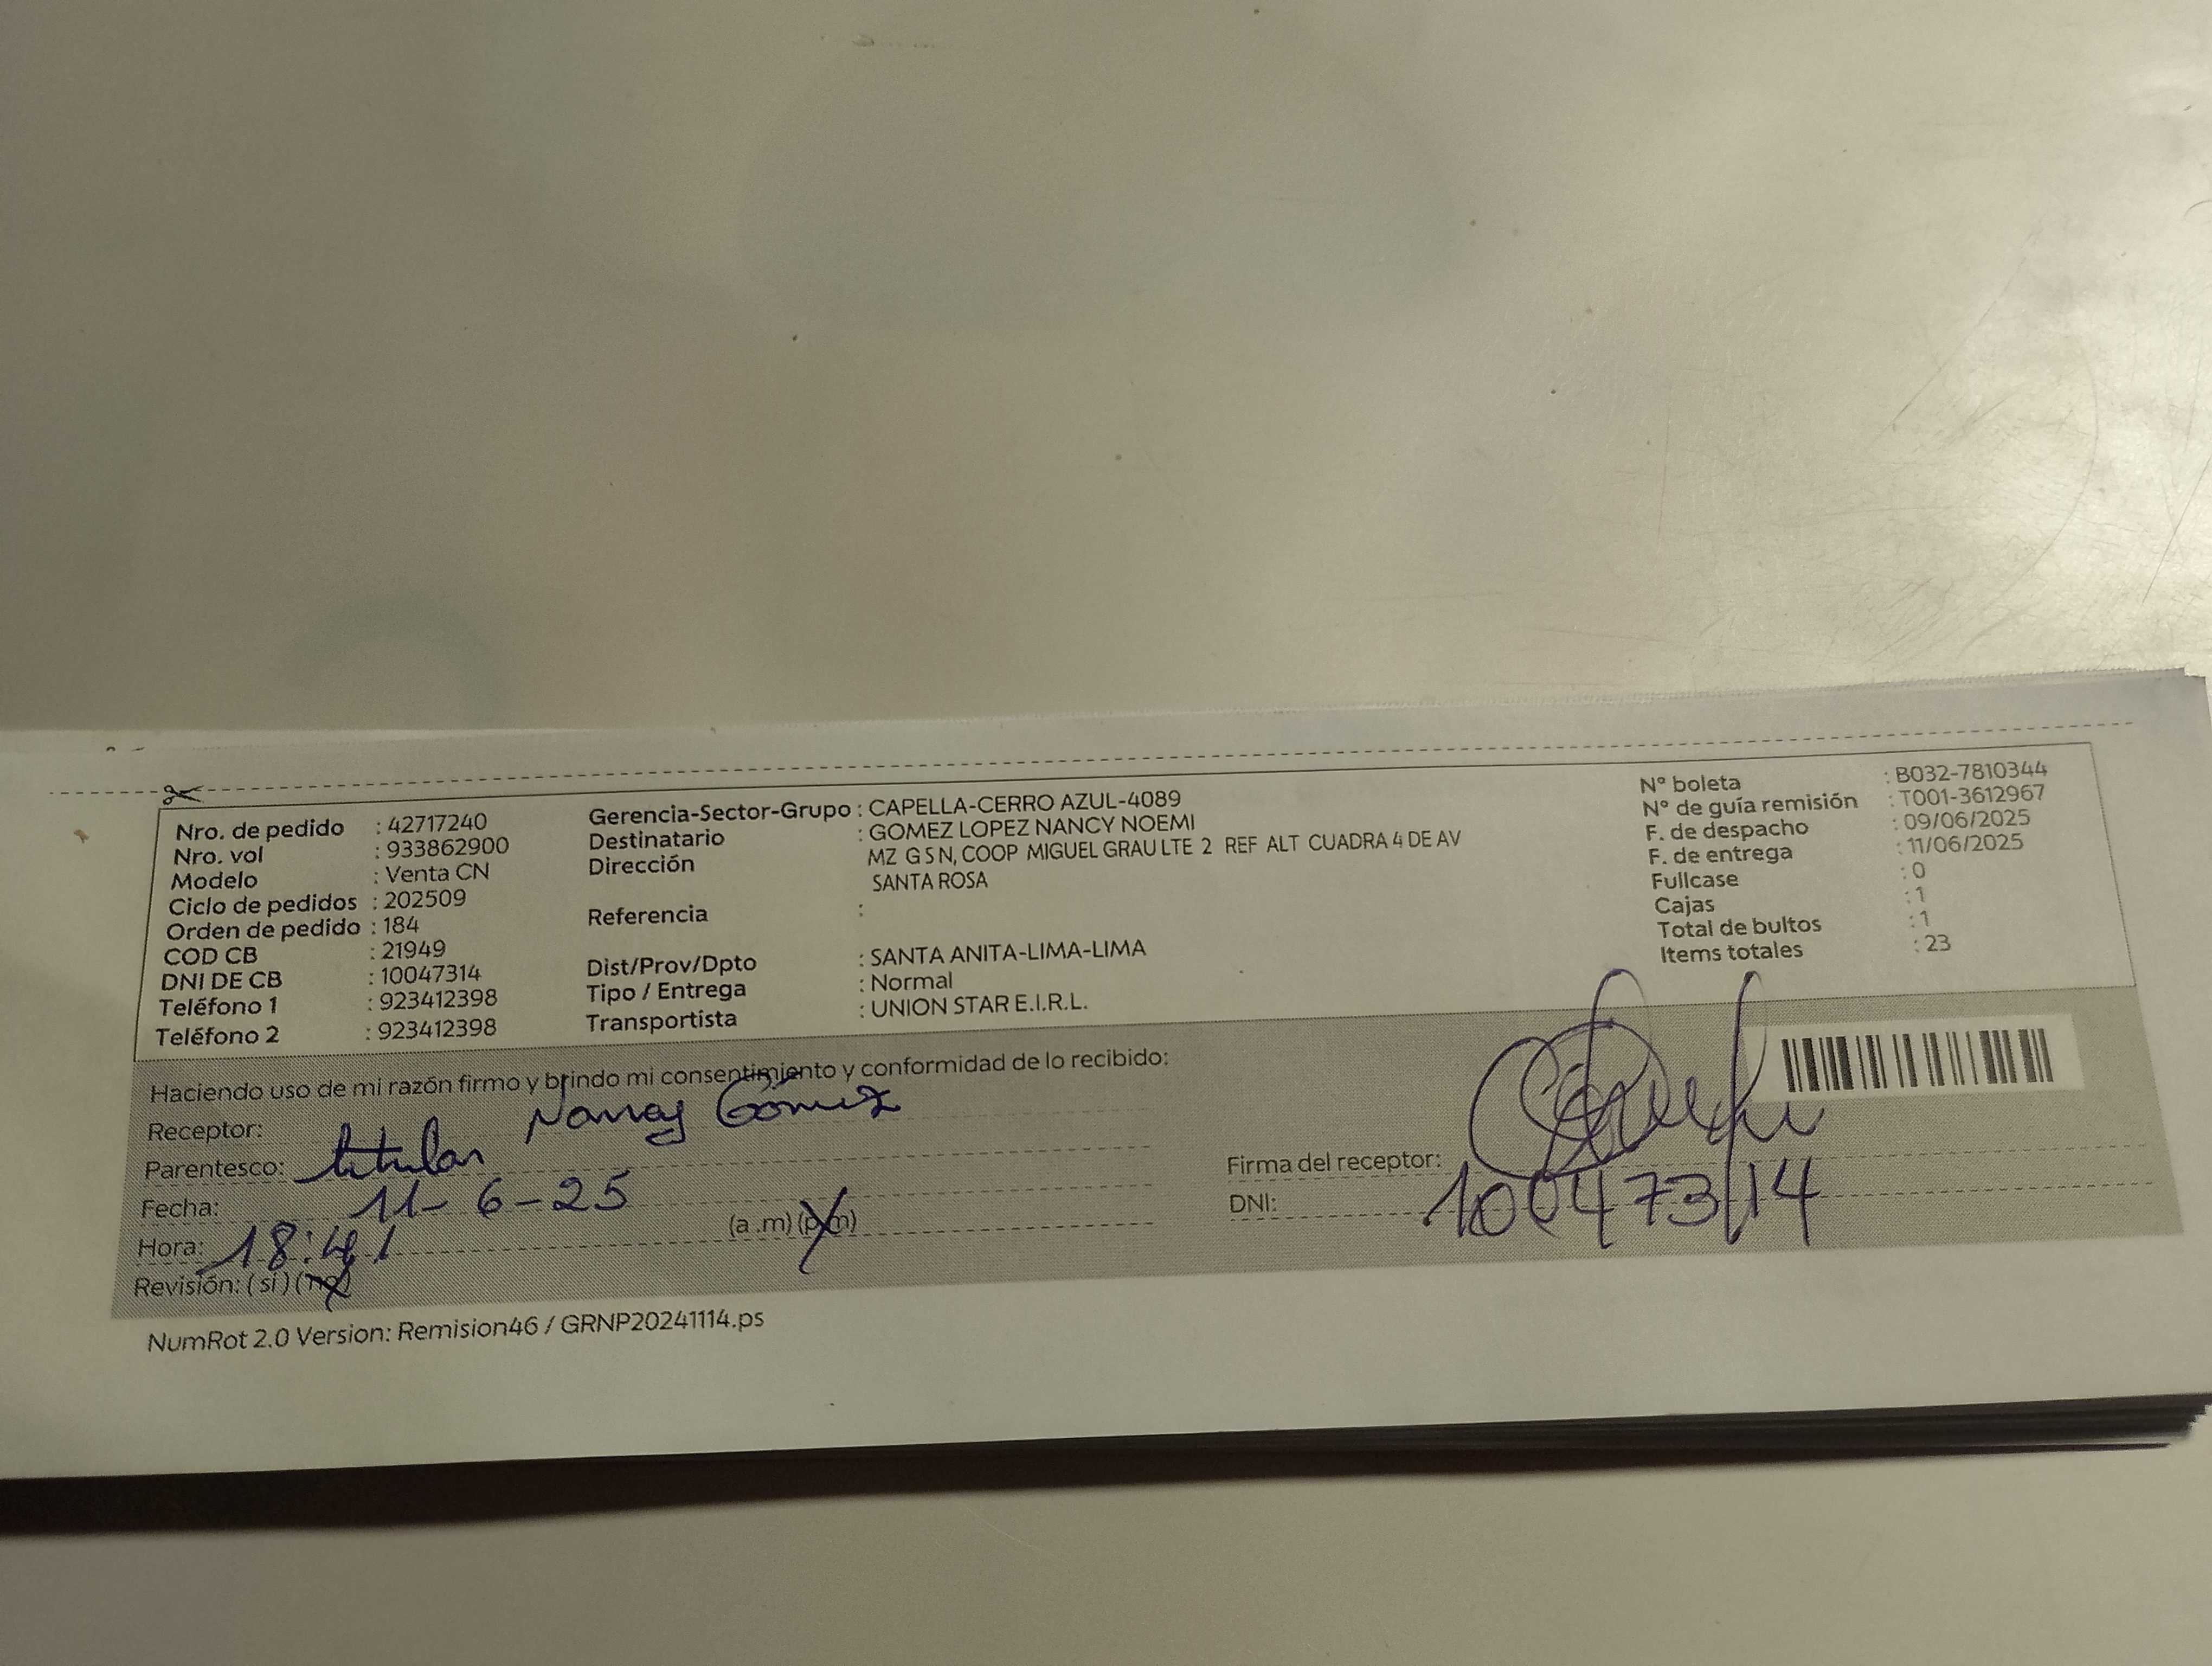 Nro. de pedido : 42717240
Nro. vol : 933862900
Modelo : Venta CN
Ciclo de pedidos : 202509
Orden de pedido : 184
COD CB : 21949
DNI DE CB : 10047314
Teléfono 1 : 923412398
Teléfono 2 : 923412398
Gerencia-Sector-Grupo : CAPELLA-CERRO AZUL-4089
Destinatario : GOMEZ LOPEZ NANCY NOEMI
Dirección MZ G S N, COOP MIGUEL GRAU LTE 2 REF ALT CUADRA 4 DE AV
SANTA ROSA
Referencia :
Dist/Prov/Dpto : SANTA ANITA-LIMA-LIMA
Tipo / Entrega : Normal
Transportista : UNION STAR E.I.R.L.
N° boleta : B032-7810344
N° de guía remisión : T001-3612967
F. de despacho : 09/06/2025
F. de entrega : 11/06/2025
Fullcase : 0
Cajas : 1
Total de bultos : 1
Items totales : 23
Haciendo uso de mi razón firmo y brindo mi consentimiento y conformidad de lo recibido:
Receptor: Nancy Gómez
Parentesco: titular
Fecha: 11-6-25
Hora: 18:41 (a .m) (p.m)
Revisión: ( si ) ( no )
Firma del receptor:
DNI: 10047314
NumRot 2.0 Version: Remision46 / GRNP20241114.ps